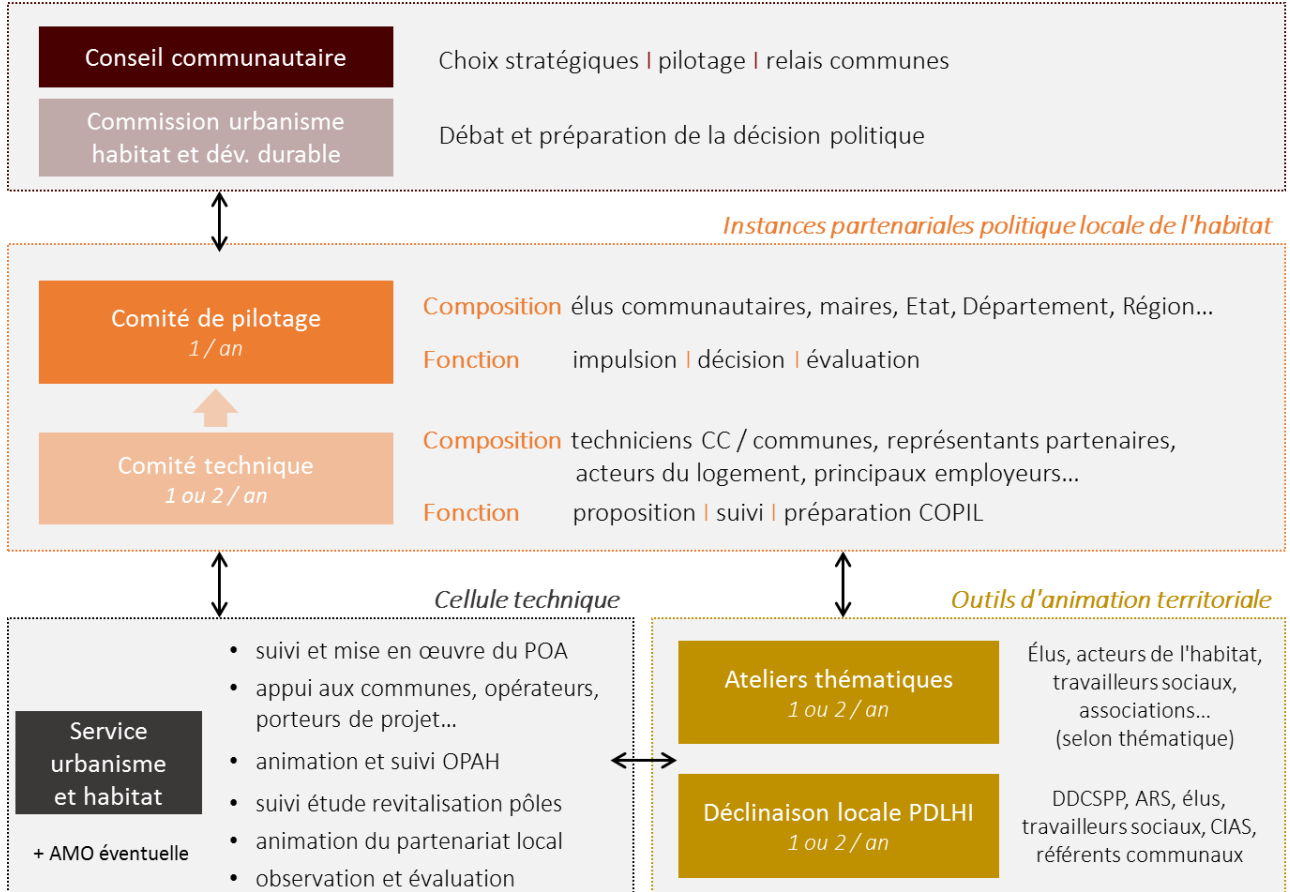 Conseil communautaire
Choix stratégiques I pilotage I relais communes
Commission urbanisme
habitat et dév. durable
Débat et préparation de la décision politique
Instances partenariales politique locale de l'habitat
Comité de pilotage
1 / an
Composition élus communautaires, maires, Etat, Département, Région...
Fonction impulsion I décision I évaluation
Comité technique
1 ou 2 / an
Composition techniciens CC / communes, représentants partenaires,
acteurs du logement, principaux employeurs...
Fonction proposition I suivi I préparation COPIL
Cellule technique
Service
urbanisme
et habitat
+ AMO éventuelle
• suivi et mise en œuvre du POA
• appui aux communes, opérateurs,
porteurs de projet...
• animation et suivi OPAH
• suivi étude revitalisation pôles
• animation du partenariat local
• observation et évaluation
Outils d'animation territoriale
Ateliers thématiques
1 ou 2 / an
Élus, acteurs de l'habitat,
travailleurs sociaux,
associations...
(selon thématique)
Déclinaison locale PDLHI
1 ou 2 / an
DDCSPP, ARS, élus,
travailleurs sociaux, CIAS,
référents communaux